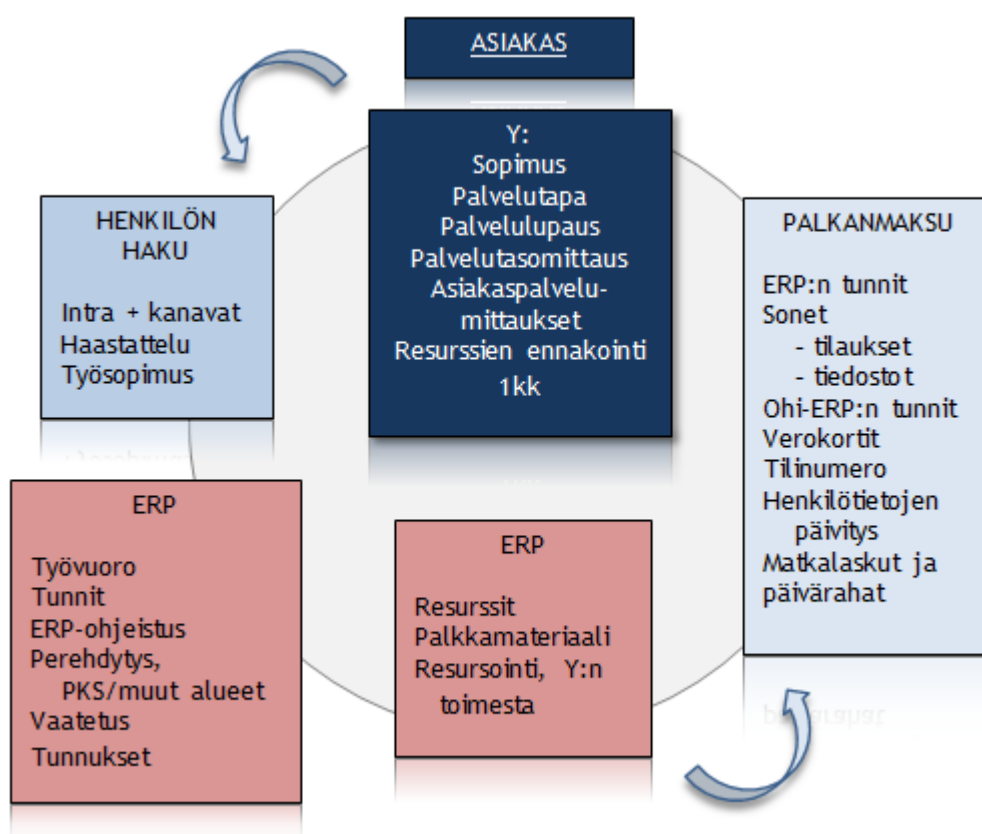 ASIAKAS
Y:
Sopimus
Palvelutapa
Palvelulupaus
Palvelutasomittaus
Asiakaspalvelu-
mittaukset
Resurssien ennakointi
1kk
HENKILÖN
HAKU
Intra + kanavat
Haastattelu
Työsopimus
ERP
Työvuoro
Tunnit
ERP-ohjeistus
Perehdytys,
PKS/muut alueet
Vaatetus
Tunnukset
ERP
Resurssit
Palkkamateriaali
Resursointi, Y:n
toimesta
PALKANMAKSU
ERP:n tunnit
Sonet
- tilaukset
- tiedostot
Ohi-ERP:n tunnit
Verokortit
Tilinumero
Henkilötietojen
päivitys
Matkalaskut ja
päivärahat